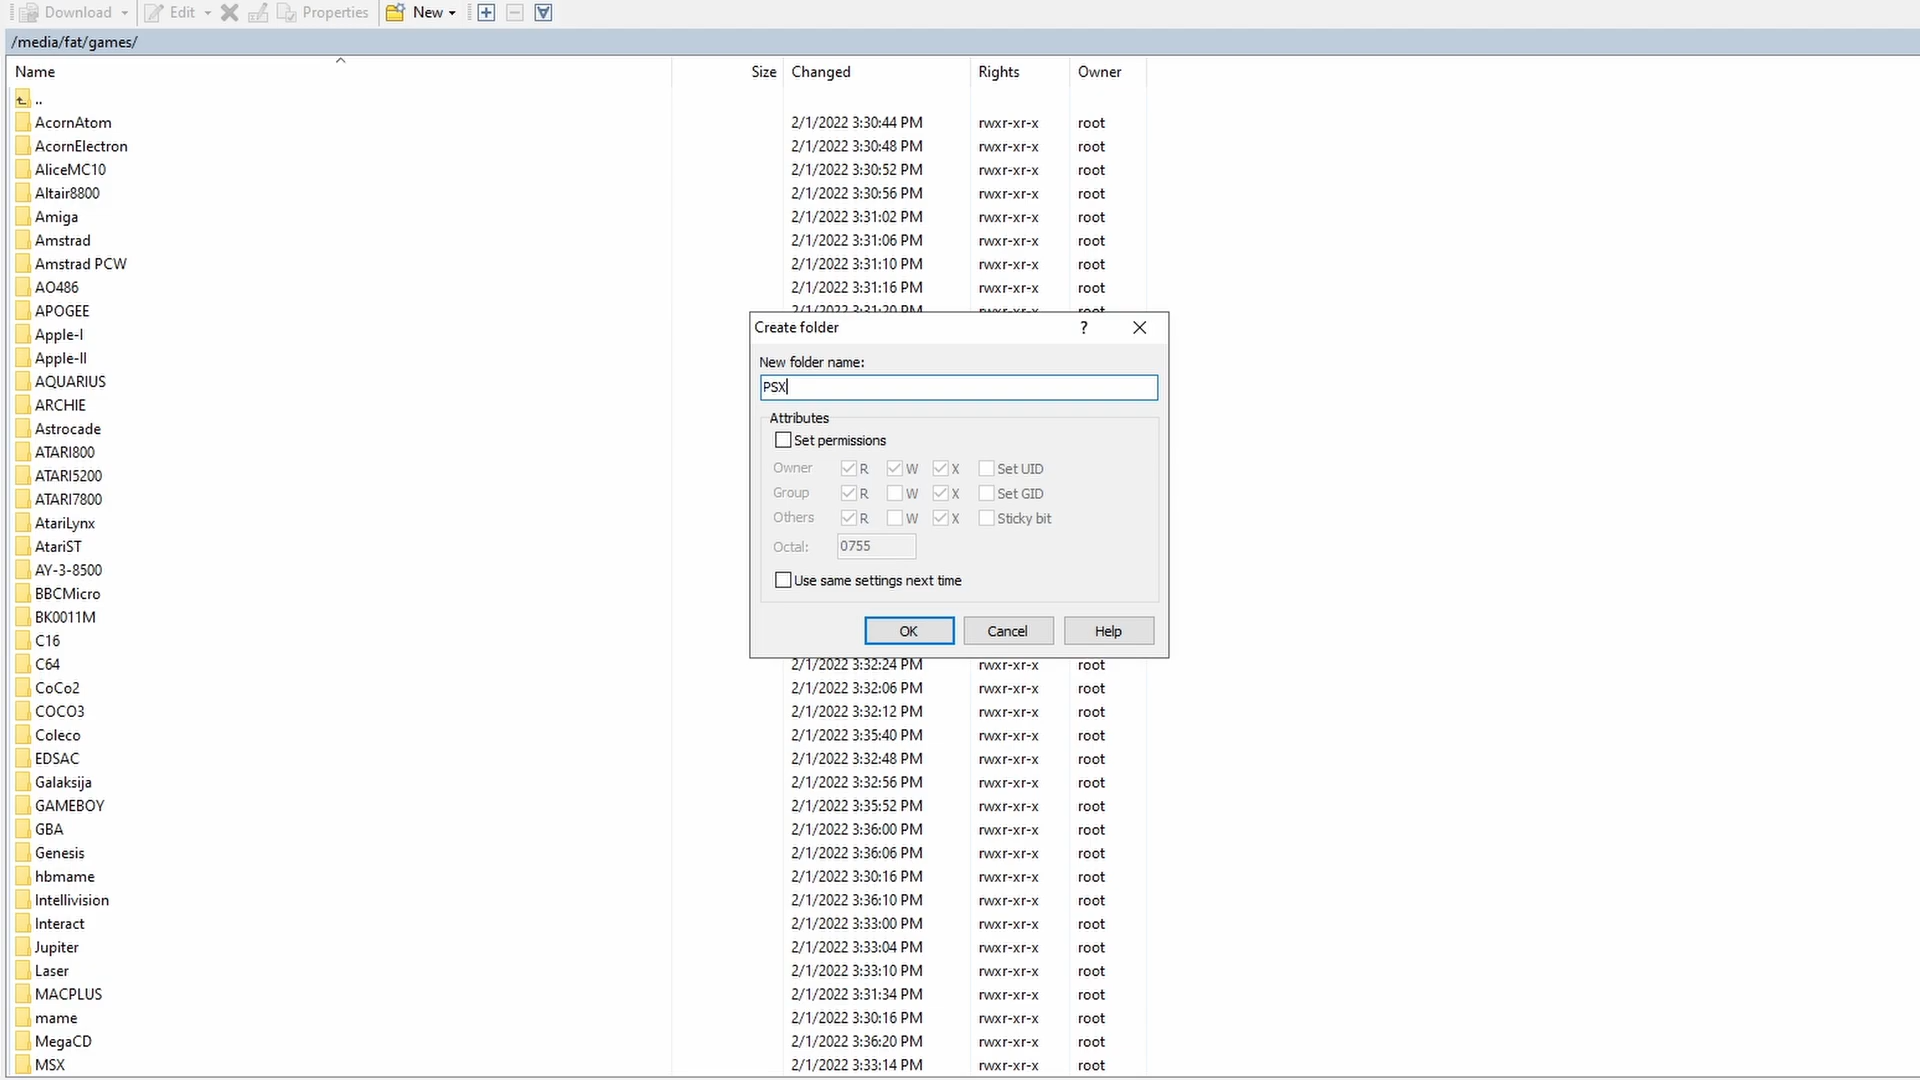 Download Edit Properties New
/media/fat/games/
Name Size Changed Rights Owner
..
AcornAtom 2/1/2022 3:30:44 PM rwxr-xr-x root
AcornElectron 2/1/2022 3:30:48 PM rwxr-xr-x root
AliceMC10 2/1/2022 3:30:52 PM rwxr-xr-x root
Altair8800 2/1/2022 3:30:56 PM rwxr-xr-x root
Amiga 2/1/2022 3:31:02 PM rwxr-xr-x root
Amstrad 2/1/2022 3:31:06 PM rwxr-xr-x root
Amstrad PCW 2/1/2022 3:31:10 PM rwxr-xr-x root
AO486 2/1/2022 3:31:16 PM rwxr-xr-x root
APOGEE 2/1/2022 3:31:20 PM rwxr-xr-x root
Apple-I
Apple-II
AQUARIUS
ARCHIE
Astrocade
ATARI800
ATARI5200
ATARI7800
AtariLynx
AtariST
AY-3-8500
BBCMicro
BK0011M
C16
C64 2/1/2022 3:32:24 PM rwxr-xr-x root
CoCo2 2/1/2022 3:32:06 PM rwxr-xr-x root
COCO3 2/1/2022 3:32:12 PM rwxr-xr-x root
Coleco 2/1/2022 3:35:40 PM rwxr-xr-x root
EDSAC 2/1/2022 3:32:48 PM rwxr-xr-x root
Galaksija 2/1/2022 3:32:56 PM rwxr-xr-x root
GAMEBOY 2/1/2022 3:35:52 PM rwxr-xr-x root
GBA 2/1/2022 3:36:00 PM rwxr-xr-x root
Genesis 2/1/2022 3:36:06 PM rwxr-xr-x root
hbmame 2/1/2022 3:30:16 PM rwxr-xr-x root
Intellivision 2/1/2022 3:36:10 PM rwxr-xr-x root
Interact 2/1/2022 3:33:00 PM rwxr-xr-x root
Jupiter 2/1/2022 3:33:04 PM rwxr-xr-x root
Laser 2/1/2022 3:33:10 PM rwxr-xr-x root
MACPLUS 2/1/2022 3:31:34 PM rwxr-xr-x root
mame 2/1/2022 3:30:16 PM rwxr-xr-x root
MegaCD 2/1/2022 3:36:20 PM rwxr-xr-x root
MSX 2/1/2022 3:33:14 PM rwxr-xr-x root
Create folder ?
New folder name:
PSX
Attributes
Set permissions
Owner R W X Set UID
Group R W X Set GID
Others R W X Sticky bit
Octal: 0755
Use same settings next time
OK Cancel Help